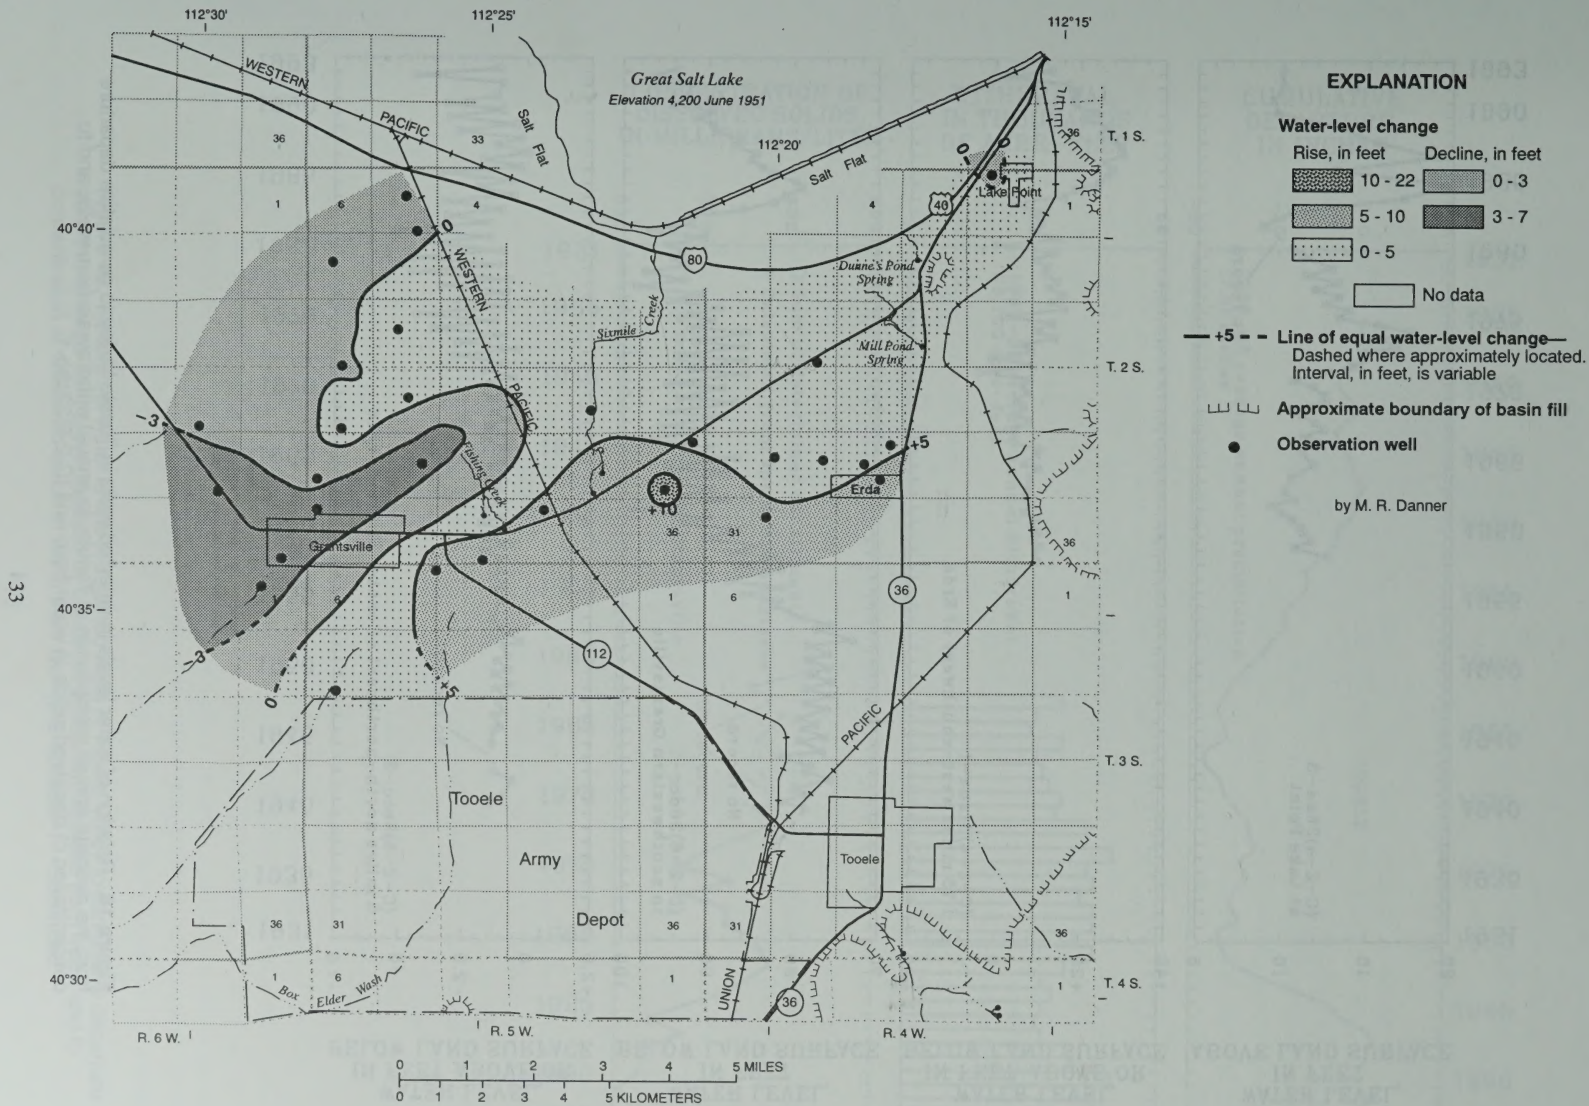 112°30'
112°25'
112°15'
WESTERN
PACIFIC
Great Salt Lake
Elevation 4,200 June 1951
Salt Flat
112°20'
Salt Flat
36
33
36
T. 1 S.
1
6
4
4
1
0
0
Lake Point
40
40°40'
0
WESTERN
PACIFIC
80
Dunne's Pond
Spring
Sixmile Creek
Mill Pond
Spring
T. 2 S.
-3
Fishing Creek
+5
Erda
+10
36
31
36
Grantsville
36
40°35'
1
6
1
6
1
-3
112
0
+5
PACIFIC
T. 3 S.
Tooele
Army
Depot
Tooele
36
31
36
31
36
40°30'
1
6
1
1
T. 4 S.
Box Elder Wash
UNION
36
R. 6 W.
R. 5 W.
R. 4 W.
0 1 2 3 4 5 MILES
0 1 2 3 4 5 KILOMETERS
EXPLANATION
Water-level change
Rise, in feet
Decline, in feet
10 - 22
0 - 3
5 - 10
3 - 7
0 - 5
No data
+5
Line of equal water-level change—
Dashed where approximately located.
Interval, in feet, is variable
Approximate boundary of basin fill
Observation well
by M. R. Danner
33